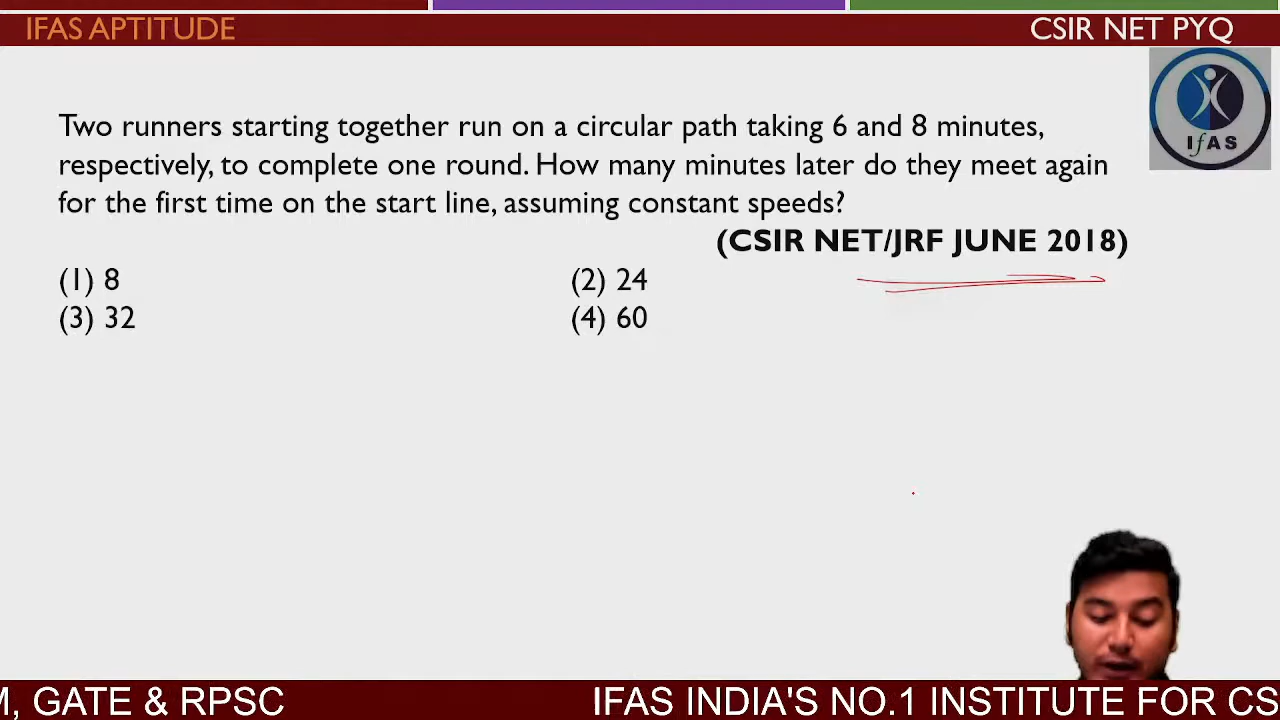 IFAS APTITUDE
CSIR NET PYQ
IfAS
Two runners starting together run on a circular path taking 6 and 8 minutes,
respectively, to complete one round. How many minutes later do they meet again
for the first time on the start line, assuming constant speeds?
(CSIR NET/JRF JUNE 2018)
(1) 8
(2) 24
(3) 32
(4) 60
M, GATE & RPSC
IFAS INDIA'S NO.1 INSTITUTE FOR CS